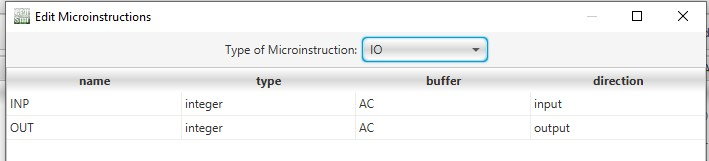 Edit Microinstructions
Type of Microinstruction: IO
name type buffer direction
INP integer AC input
OUT integer AC output